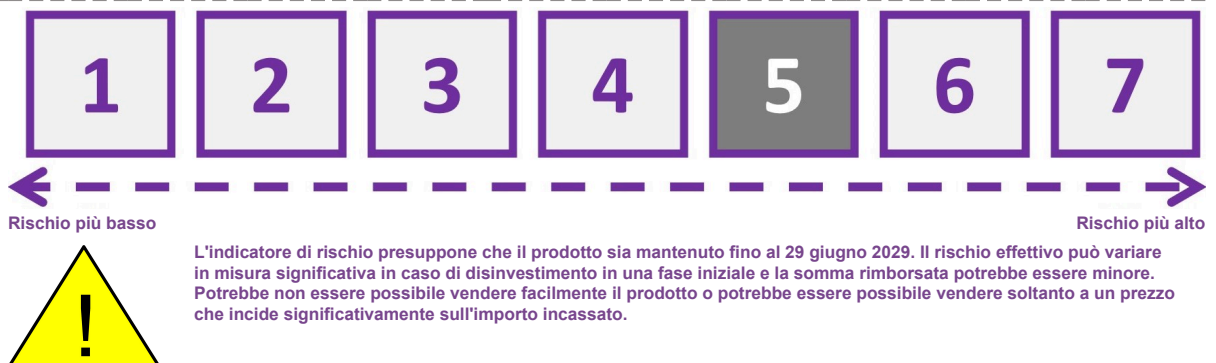 1 2 3 4 5 6 7
Rischio più basso Rischio più alto
L'indicatore di rischio presuppone che il prodotto sia mantenuto fino al 29 giugno 2029. Il rischio effettivo può variare
in misura significativa in caso di disinvestimento in una fase iniziale e la somma rimborsata potrebbe essere minore.
Potrebbe non essere possibile vendere facilmente il prodotto o potrebbe essere possibile vendere soltanto a un prezzo
che incide significativamente sull'importo incassato.
!